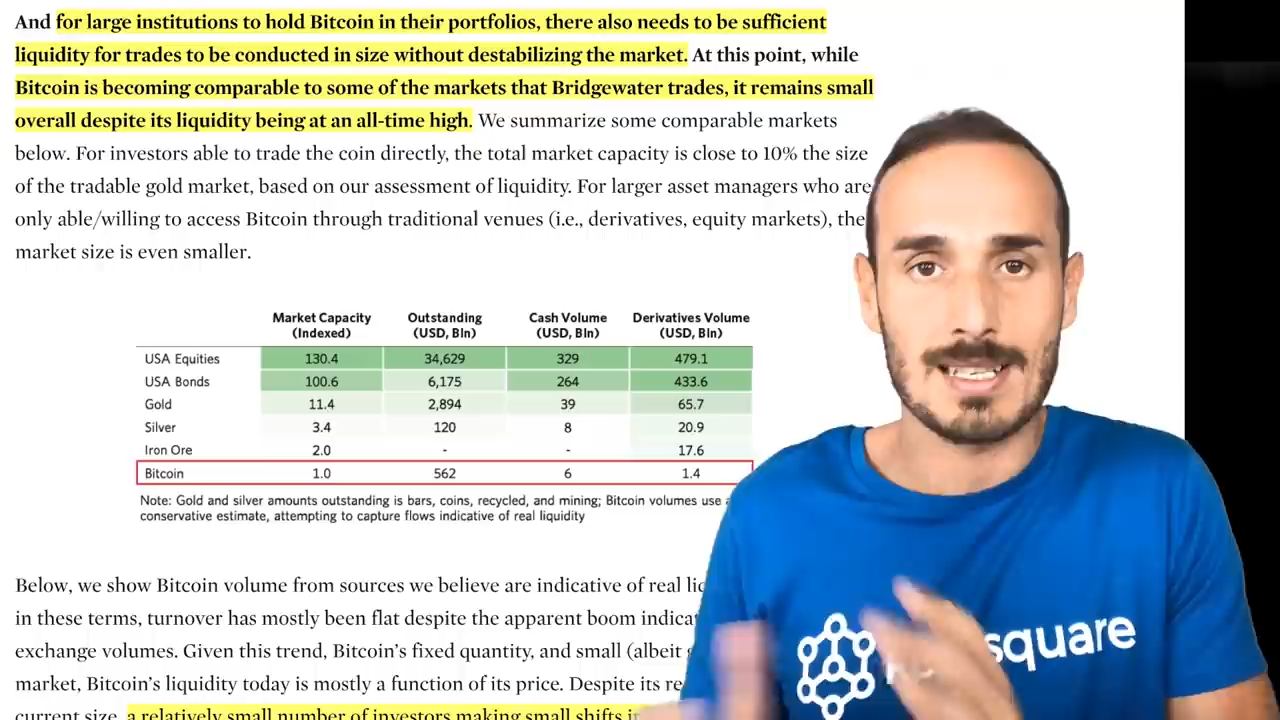 And for large institutions to hold Bitcoin in their portfolios, there also needs to be sufficient
liquidity for trades to be conducted in size without destabilizing the market. At this point, while
Bitcoin is becoming comparable to some of the markets that Bridgewater trades, it remains small
overall despite its liquidity being at an all-time high. We summarize some comparable markets
below. For investors able to trade the coin directly, the total market capacity is close to 10% the size
of the tradable gold market, based on our assessment of liquidity. For larger asset managers who are
only able/willing to access Bitcoin through traditional venues (i.e., derivatives, equity markets), the
market size is even smaller.
Market Capacity (Indexed) Outstanding (USD, Bln) Cash Volume (USD, Bln) Derivatives Volume (USD, Bln)
USA Equities 130.4 34,629 329 479.1
USA Bonds 100.6 6,175 264 433.6
Gold 11.4 2,894 39 65.7
Silver 3.4 120 8 20.9
Iron Ore 2.0 - - 17.6
Bitcoin 1.0 562 6 1.4
Note: Gold and silver amounts outstanding is bars, coins, recycled, and mining; Bitcoin volumes use
conservative estimate, attempting to capture flows indicative of real liquidity
Below, we show Bitcoin volume from sources we believe are indicative of real
in these terms, turnover has mostly been flat despite the apparent boom
exchange volumes. Given this trend, Bitcoin's fixed quantity, and small (albeit
market, Bitcoin's liquidity today is mostly a function of its price. Despite its
current size, a relatively small number of investors making small shifts
square